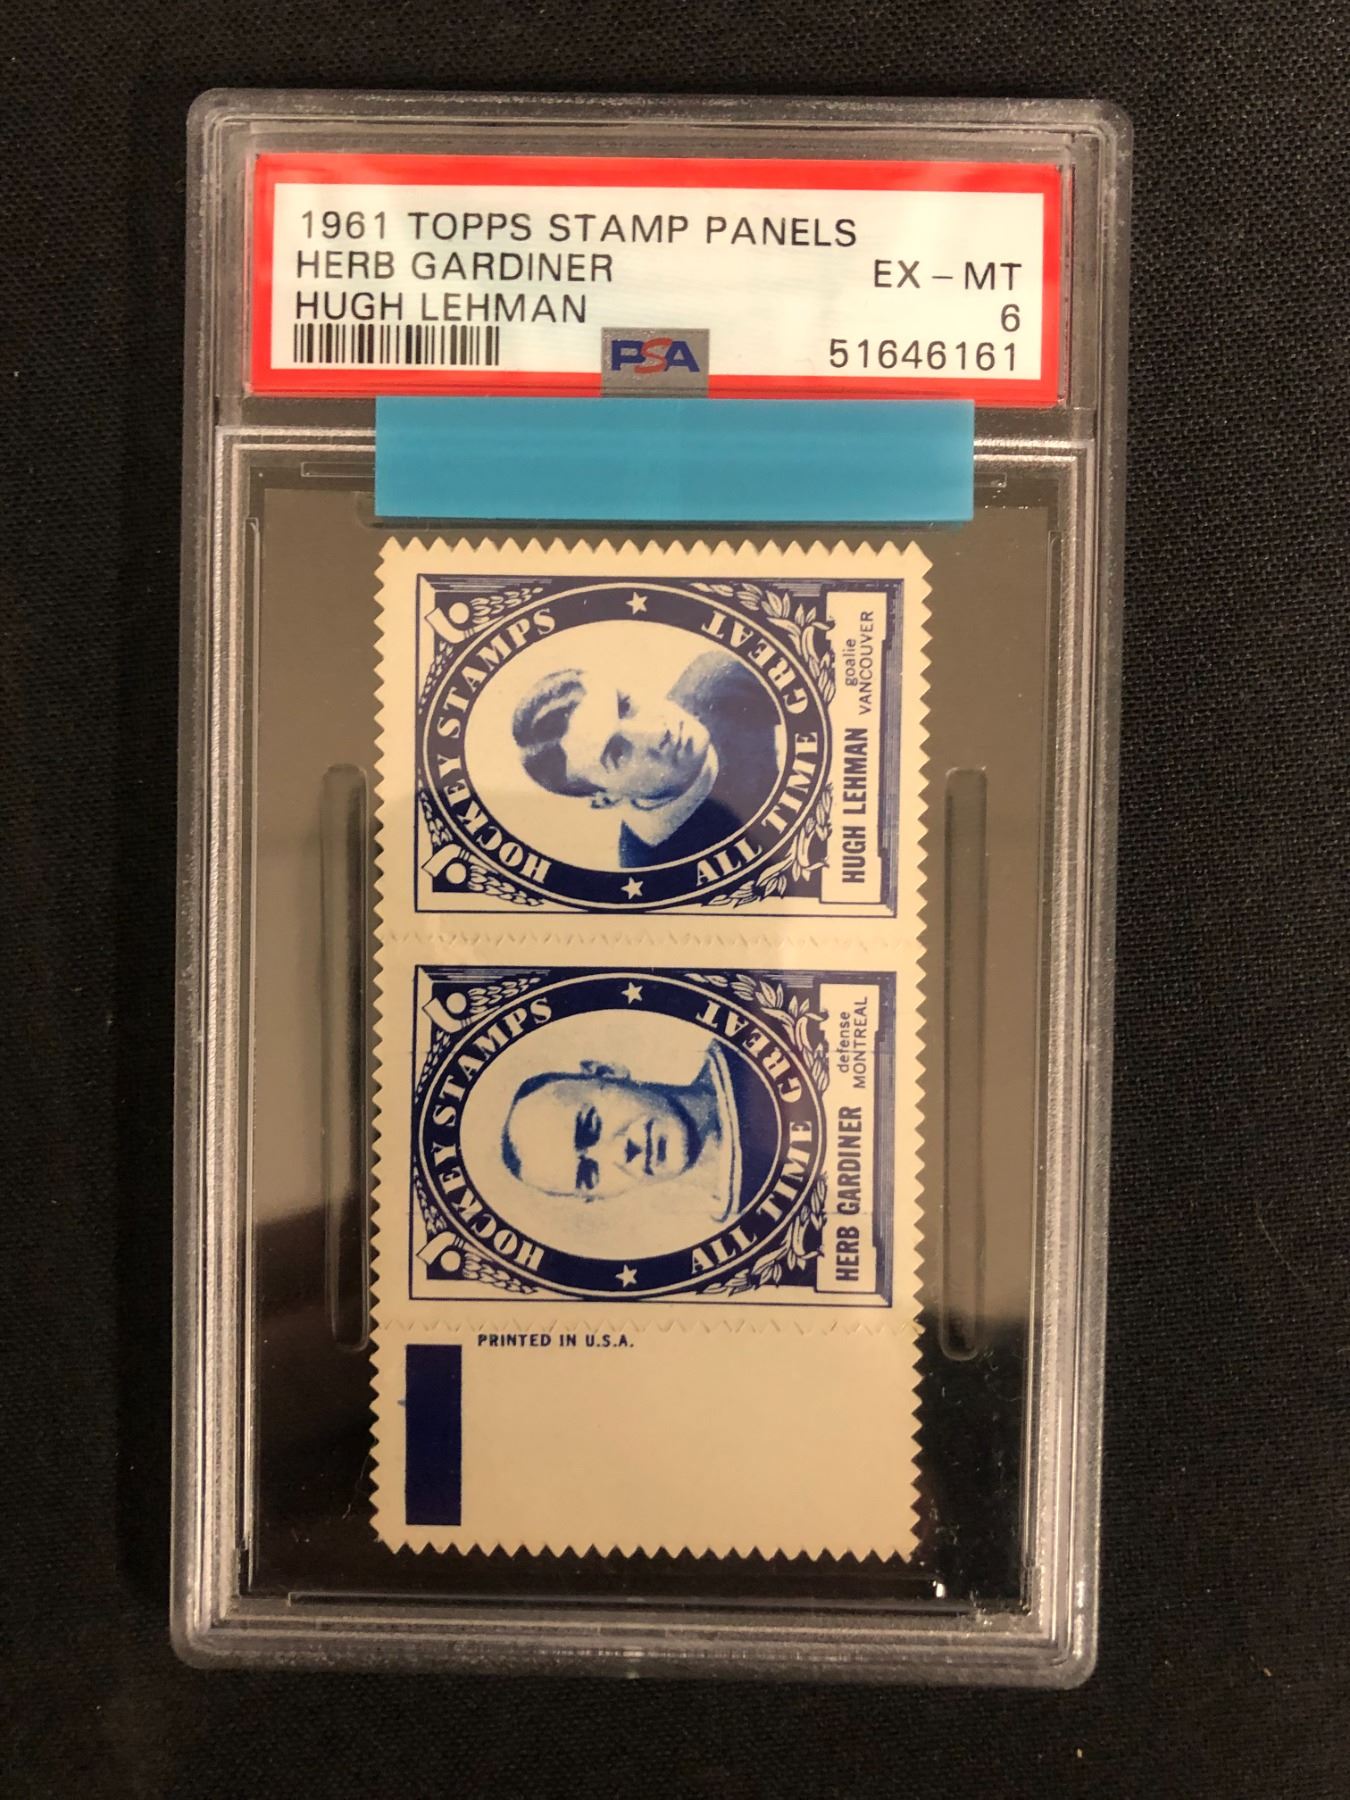 1961 TOPPS STAMP PANELS
HERB GARDINER
EX - MT
HUGH LEHMAN
6
PSA
51646161
HOCKEY STAMPS
ALL TIME GREAT
HUGH LEHMAN
goalie
VANCOUVER
HOCKEY STAMPS
ALL TIME GREAT
HERB GARDINER
defense
MONTREAL
PRINTED IN U.S.A.